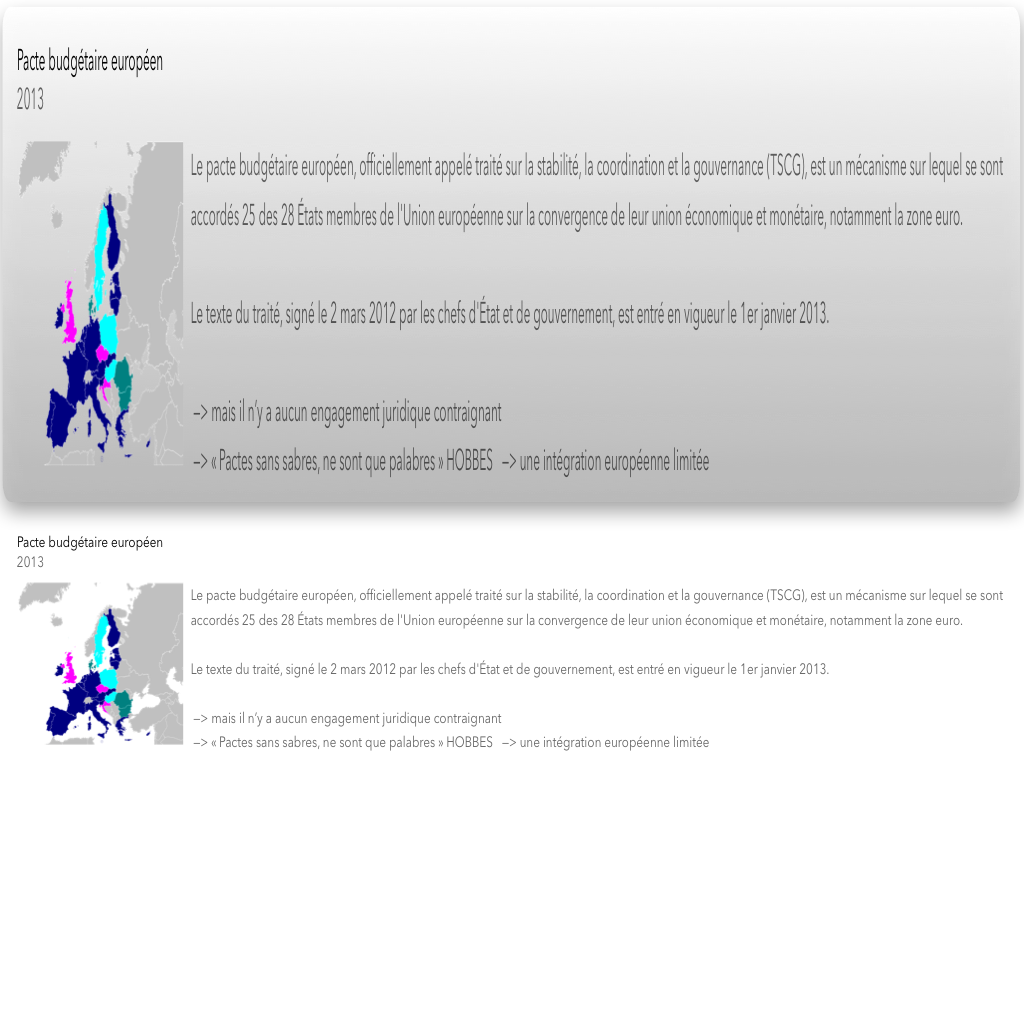 Pacte budgétaire européen
2013
Le pacte budgétaire européen, officiellement appelé traité sur la stabilité, la coordination et la gouvernance (TSCG), est un mécanisme sur lequel se sont
accordés 25 des 28 États membres de l'Union européenne sur la convergence de leur union économique et monétaire, notamment la zone euro.
Le texte du traité, signé le 2 mars 2012 par les chefs d'État et de gouvernement, est entré en vigueur le 1er janvier 2013.
—> mais il n’y a aucun engagement juridique contraignant
—> « Pactes sans sabres, ne sont que palabres » HOBBES —> une intégration européenne limitée
Pacte budgétaire européen
2013
Le pacte budgétaire européen, officiellement appelé traité sur la stabilité, la coordination et la gouvernance (TSCG), est un mécanisme sur lequel se sont
accordés 25 des 28 États membres de l'Union européenne sur la convergence de leur union économique et monétaire, notamment la zone euro.
Le texte du traité, signé le 2 mars 2012 par les chefs d'État et de gouvernement, est entré en vigueur le 1er janvier 2013.
—> mais il n’y a aucun engagement juridique contraignant
—> « Pactes sans sabres, ne sont que palabres » HOBBES —> une intégration européenne limitée